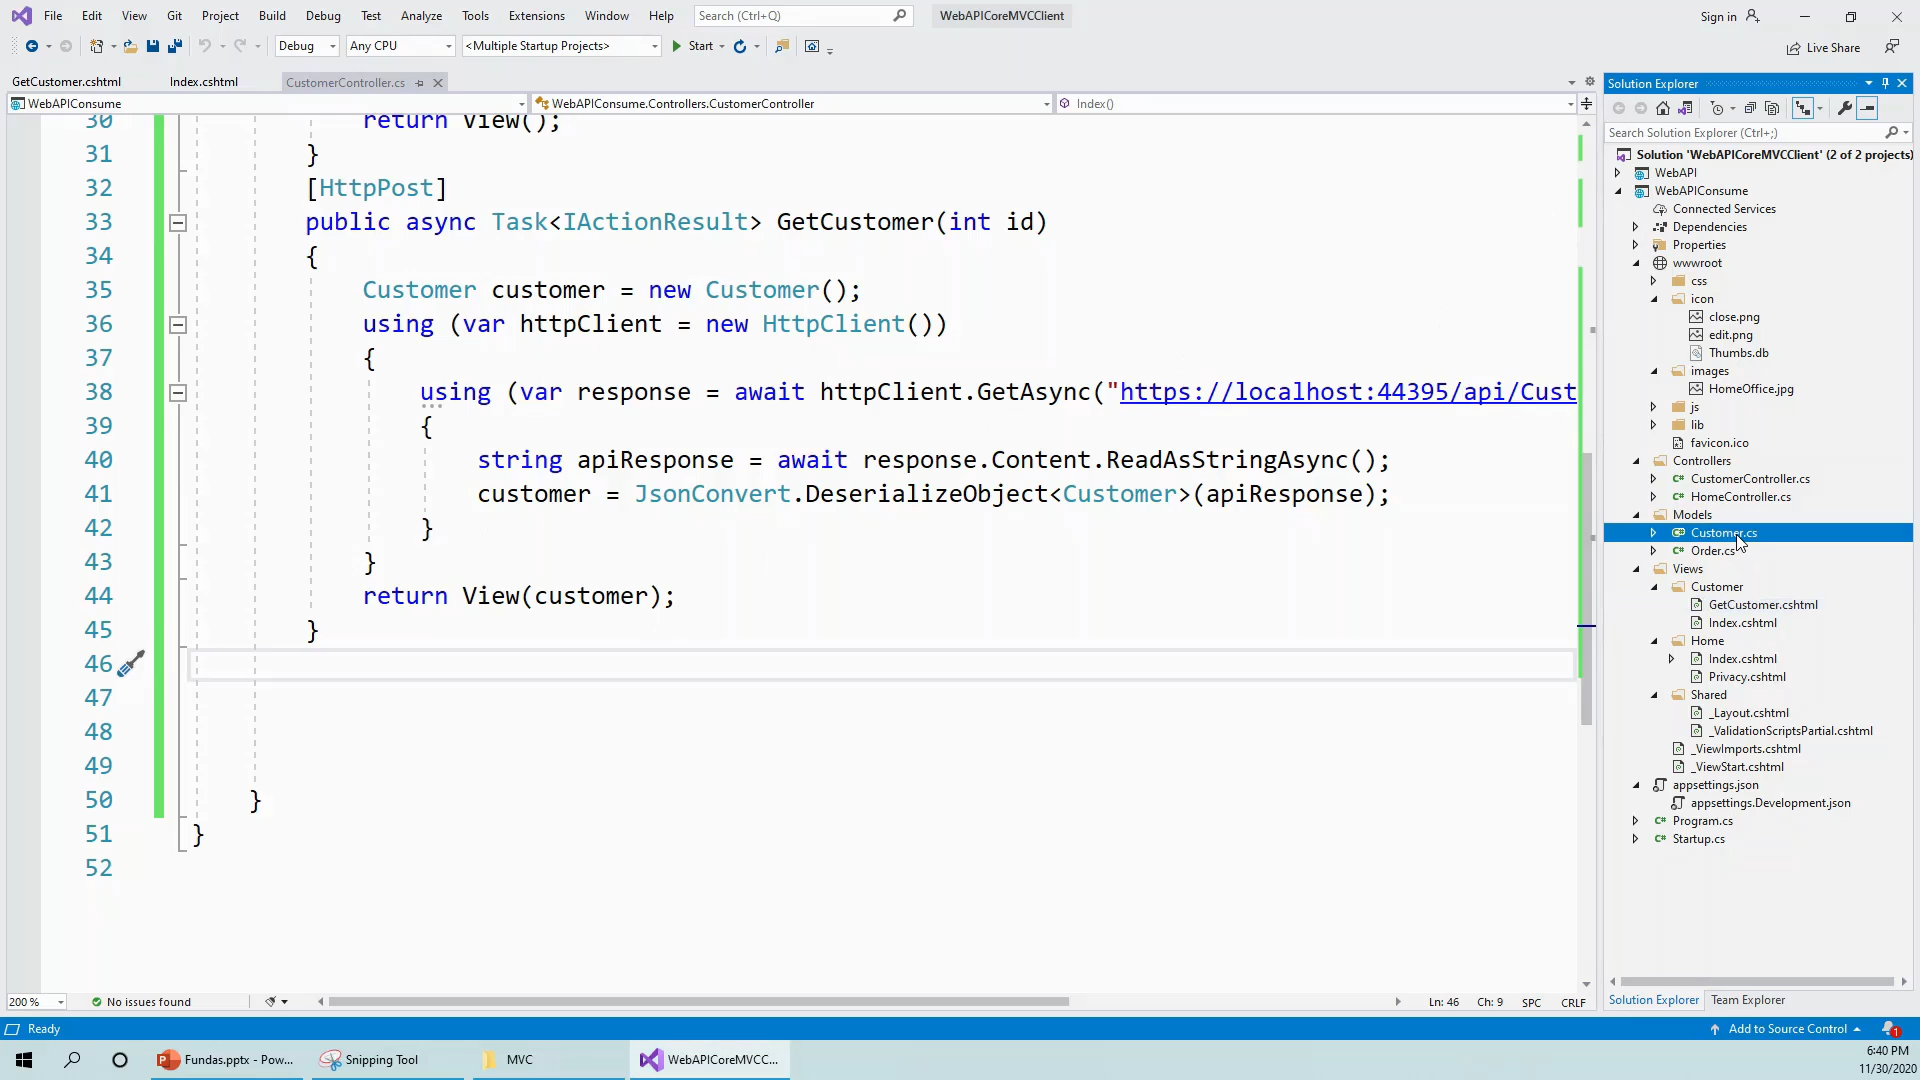 File Edit View Git Project Build Debug Test Analyze Tools Extensions Window Help Search (Ctrl+Q) WebAPICoreMVCClient Sign in
Debug Any CPU <Multiple Startup Projects> Start Live Share
GetCustomer.cshtml Index.cshtml CustomerController.cs
WebAPIConsume WebAPIConsume.Controllers.CustomerController Index()
30 return View();
31 }
32 [HttpPost]
33 public async Task<IActionResult> GetCustomer(int id)
34 {
35 Customer customer = new Customer();
36 using (var httpClient = new HttpClient())
37 {
38 using (var response = await httpClient.GetAsync("https://localhost:44395/api/Cust
39 {
40 string apiResponse = await response.Content.ReadAsStringAsync();
41 customer = JsonConvert.DeserializeObject<Customer>(apiResponse);
42 }
43 }
44 return View(customer);
45 }
46
47
48
49
50 }
51 }
52
200 % No issues found Ln: 46 Ch: 9 SPC CRLF
Solution Explorer
Search Solution Explorer (Ctrl+;)
Solution 'WebAPICoreMVCClient' (2 of 2 projects)
WebAPI
WebAPIConsume
Connected Services
Dependencies
Properties
wwwroot
css
icon
close.png
edit.png
Thumbs.db
images
HomeOffice.jpg
js
lib
favicon.ico
Controllers
CustomerController.cs
HomeController.cs
Models
Customer.cs
Order.cs
Views
Customer
GetCustomer.cshtml
Index.cshtml
Home
Index.cshtml
Privacy.cshtml
Shared
_Layout.cshtml
_ValidationScriptsPartial.cshtml
_ViewImports.cshtml
_ViewStart.cshtml
appsettings.json
appsettings.Development.json
Program.cs
Startup.cs
Solution Explorer Team Explorer
Ready Add to Source Control 1
Fundas.pptx - Pow... Snipping Tool MVC WebAPICoreMVCC... 6:40 PM
11/30/2020